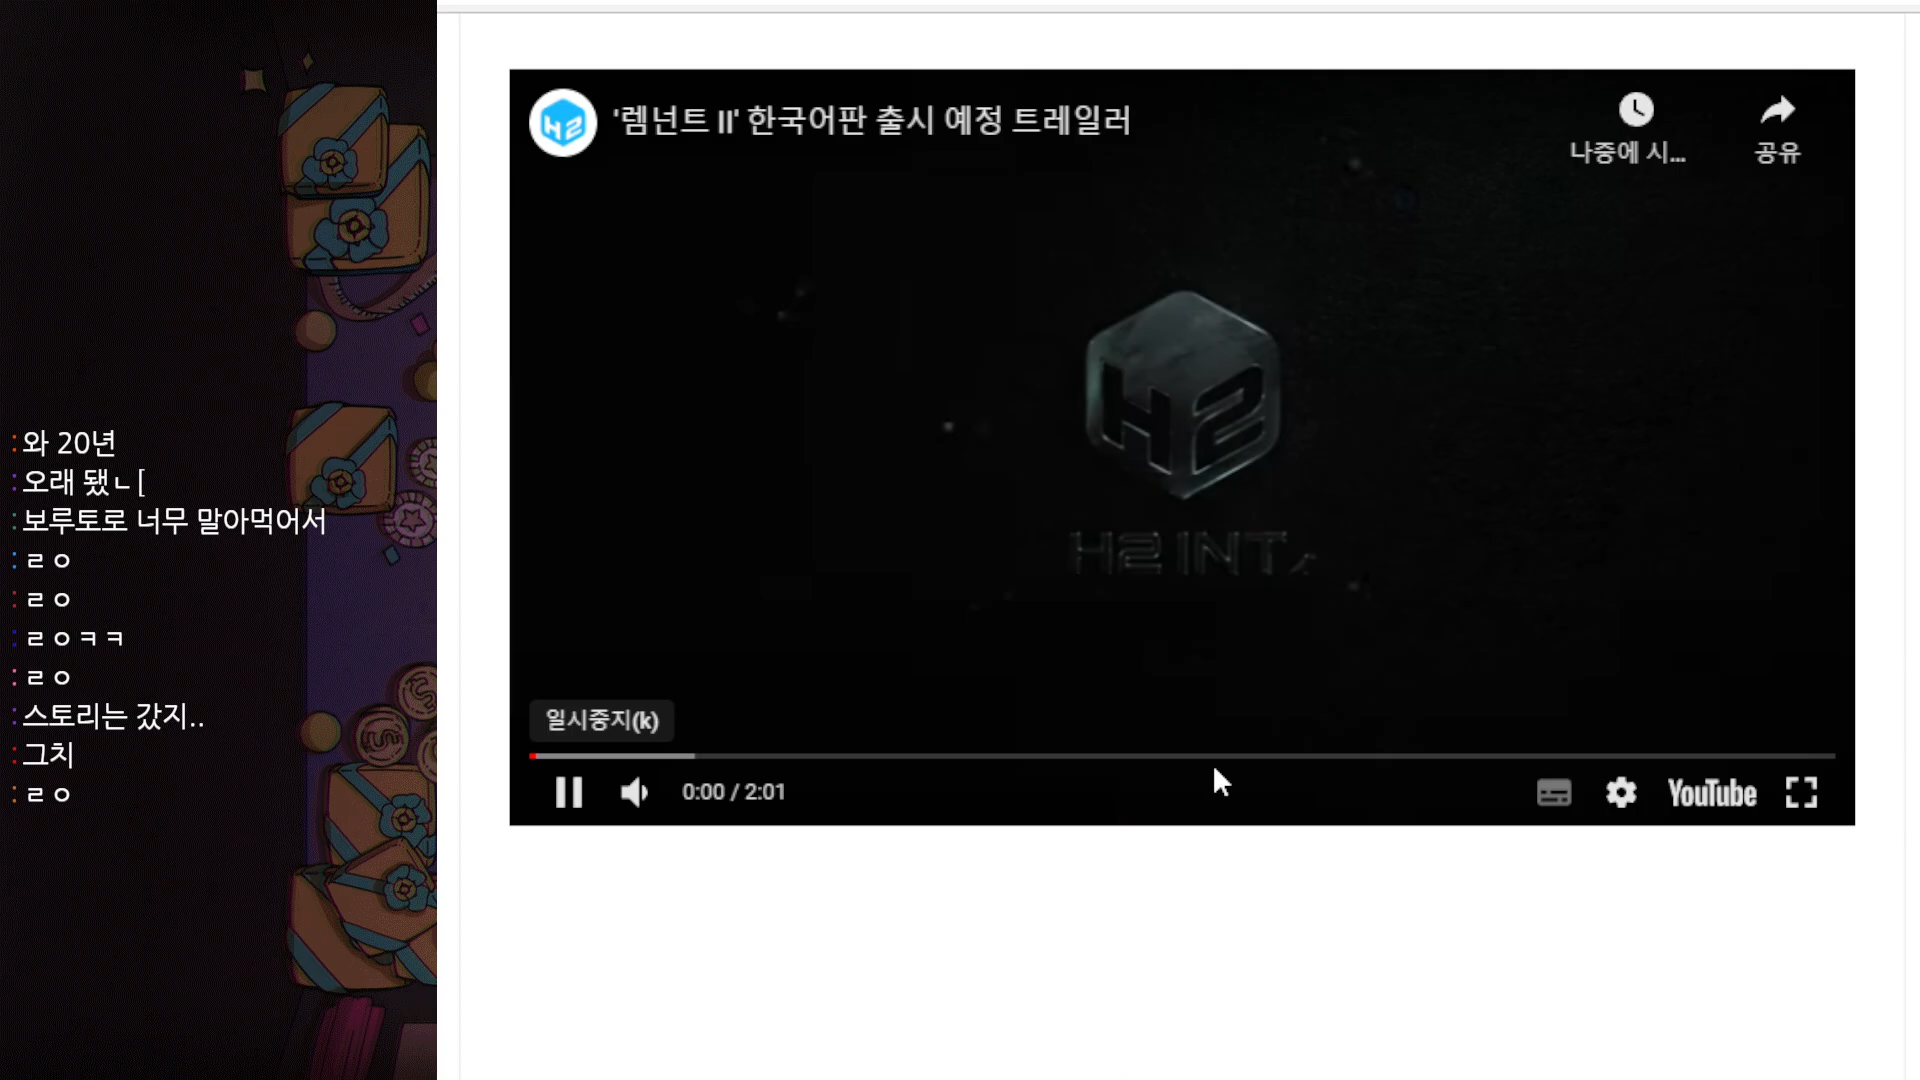 와 20년
오래 됐ㄴ[
보루토로 너무 말아먹어서
ㄹㅇ
ㄹㅇ
ㄹㅇㅋㅋ
ㄹㅇ
스토리는 갔지..
그치
ㄹㅇ
H2
'렘넌트 II' 한국어판 출시 예정 트레일러
나중에 시...
공유
H2
H2 INT
일시중지(k)
0:00 / 2:01
YouTube